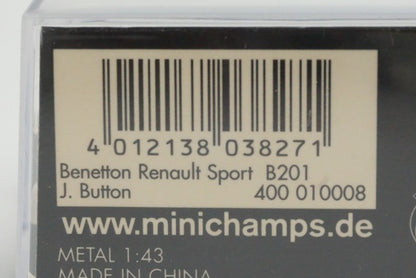 4 012138 038271
Benetton Renault Sport B201
J. Button 400 010008
www.minichamps.de
METAL 1:43
MADE IN CHINA